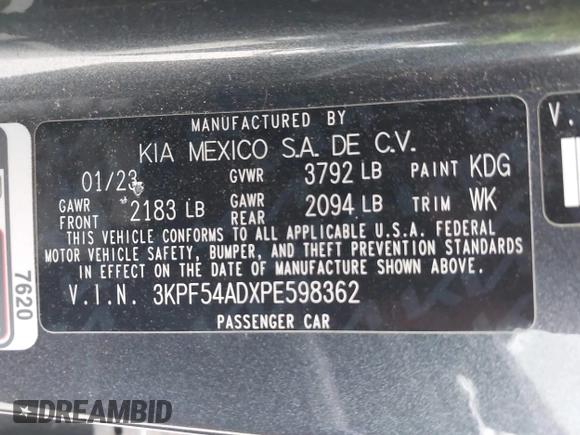 MANUFACTURED BY
KIA MEXICO S.A. DE C.V.
01/23 GVWR 3792 LB PAINT KDG
GAWR FRONT 2183 LB GAWR REAR 2094 LB TRIM WK
THIS VEHICLE CONFORMS TO ALL APPLICABLE U.S.A. FEDERAL
MOTOR VEHICLE SAFETY, BUMPER, AND THEFT PREVENTION STANDARDS
IN EFFECT ON THE DATE OF MANUFACTURE SHOWN ABOVE.
V.I.N. 3KPF54ADXPE598362
PASSENGER CAR
7620
V.
DREAMBID